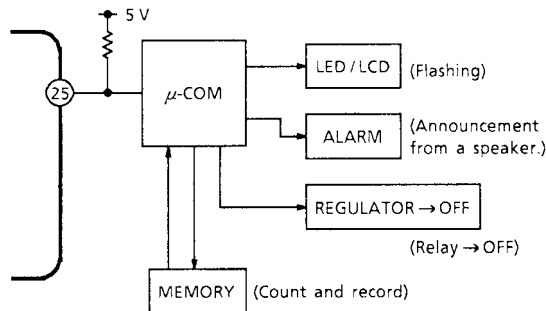 5 V
25
μ-COM
LED / LCD (Flashing)
ALARM (Announcement
from a speaker.)
REGULATOR → OFF
(Relay → OFF)
MEMORY (Count and record)